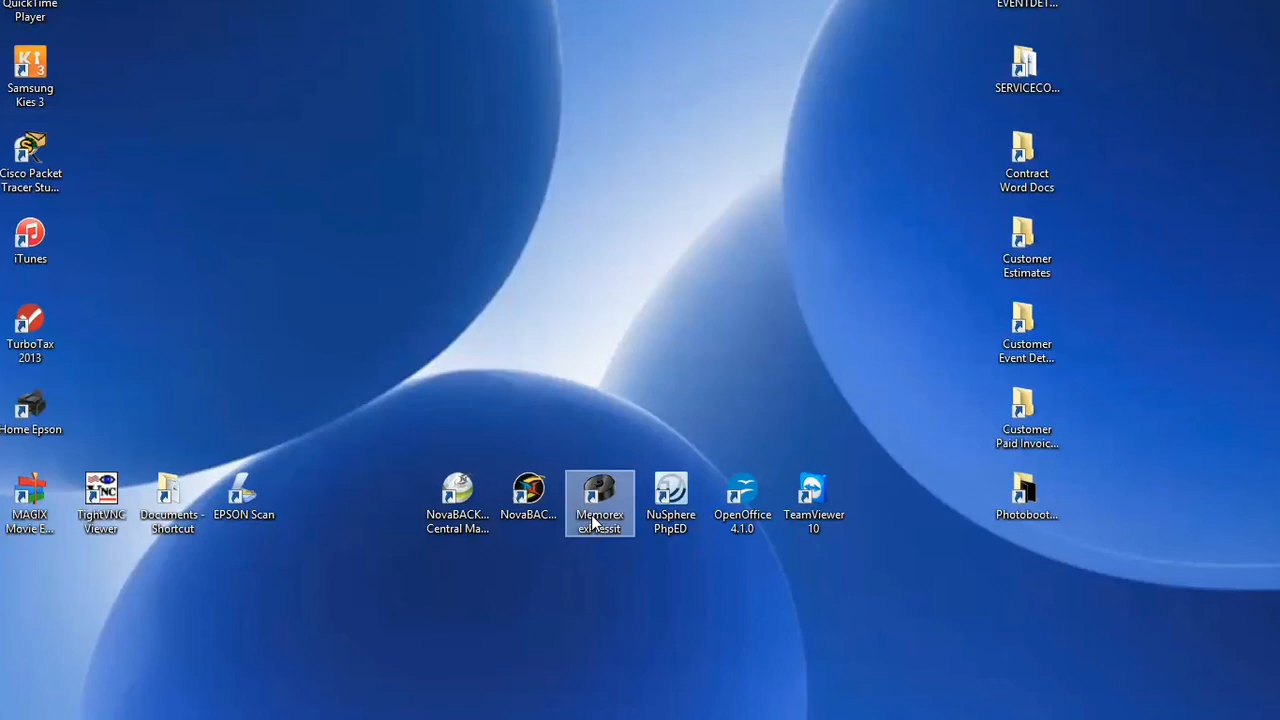 QuickTime
Player
Samsung
Kies 3
Cisco Packet
Tracer Stu...
iTunes
TurboTax
2013
Home Epson
MAGIX
Movie E...
TightVNC
Viewer
Documents -
Shortcut
EPSON Scan
NovaBACK...
Central Ma...
NovaBAC...
Memorex
exPressit
NuSphere
PhpED
OpenOffice
4.1.0
TeamViewer
10
EVENTDET...
SERVICECO...
Contract
Word Docs
Customer
Estimates
Customer
Event Det...
Customer
Paid Invoic...
Photoboot...